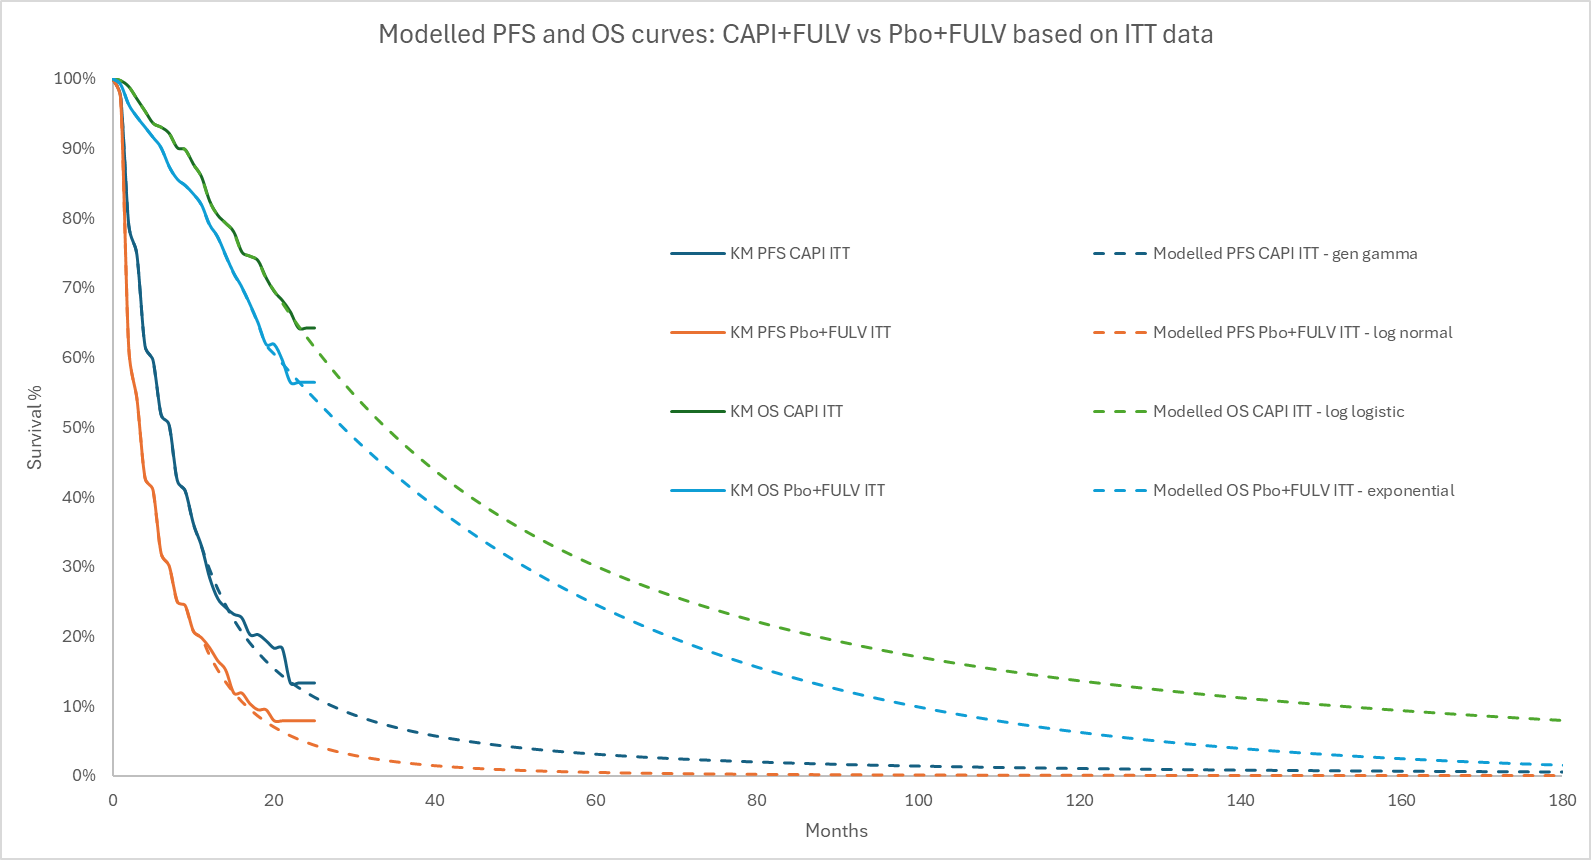 Modelled PFS and OS curves: CAPI+FULV vs Pbo+FULV based on ITT data
100%
90%
80%
70%
60%
50%
40%
30%
20%
10%
0%
Survival %
KM PFS CAPI ITT
Modelled PFS CAPI ITT - gen gamma
KM PFS Pbo+FULV ITT
Modelled PFS Pbo+FULV ITT - log normal
KM OS CAPI ITT
Modelled OS CAPI ITT - log logistic
KM OS Pbo+FULV ITT
Modelled OS Pbo+FULV ITT - exponential
0 20 40 60 80 100 120 140 160 180
Months